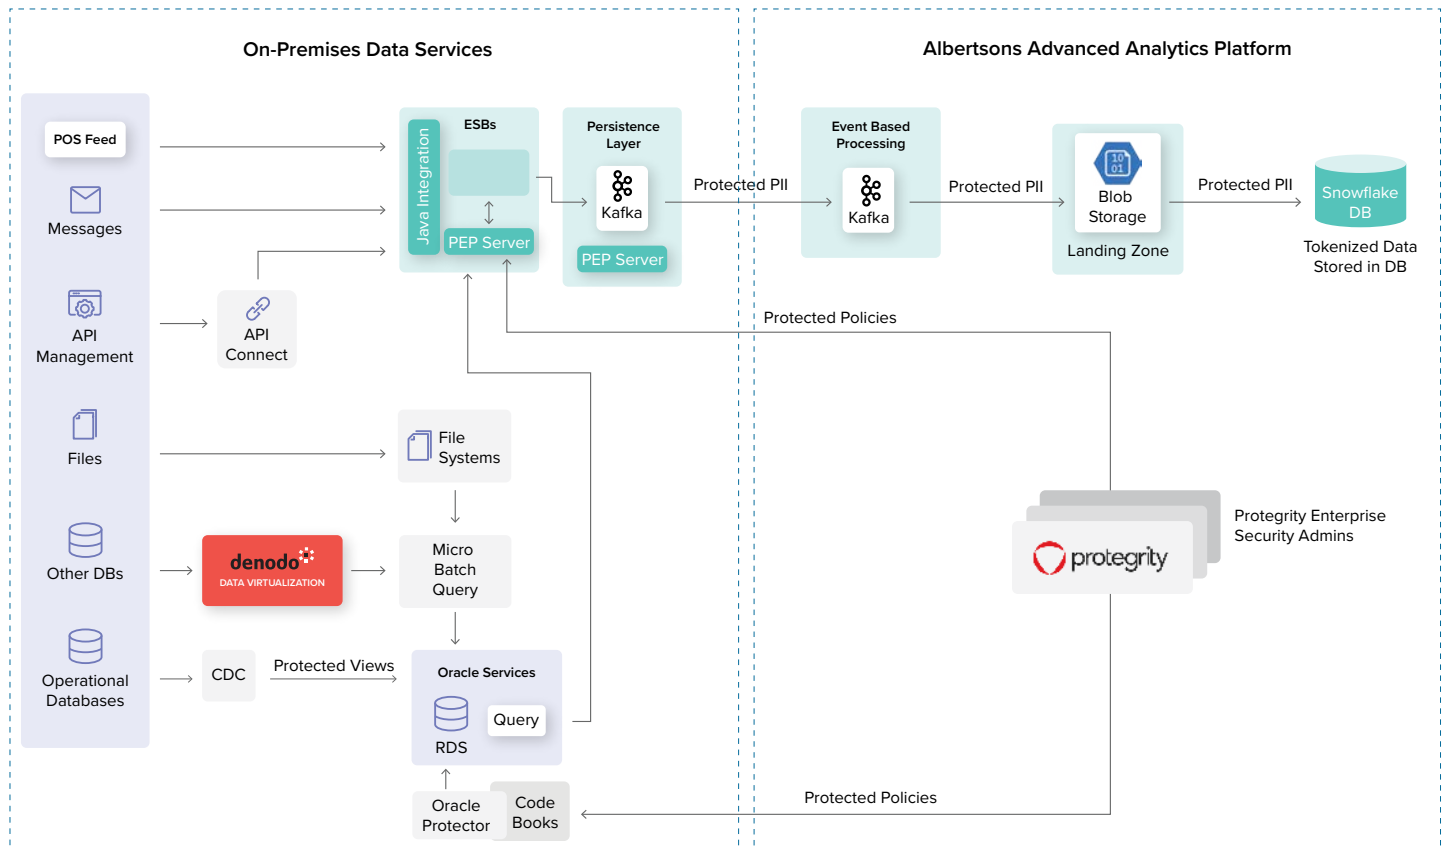 On-Premises Data Services
Albertsons Advanced Analytics Platform
POS Feed
Messages
API
Management
Files
Other DBs
Operational
Databases
API
Connect
denodo
DATA VIRTUALIZATION
CDC
Protected Views
ESBs
Java Integration
PEP Server
Persistence
Layer
Kafka
PEP Server
File
Systems
Micro
Batch
Query
Oracle Services
RDS
Query
Oracle
Protector
Code
Books
Protected PII
Event Based
Processing
Kafka
Protected PII
10
01
Blob
Storage
Landing Zone
Protected PII
Snowflake
DB
Tokenized Data
Stored in DB
Protected Policies
protegrity
Protegrity Enterprise
Security Admins
Protected Policies